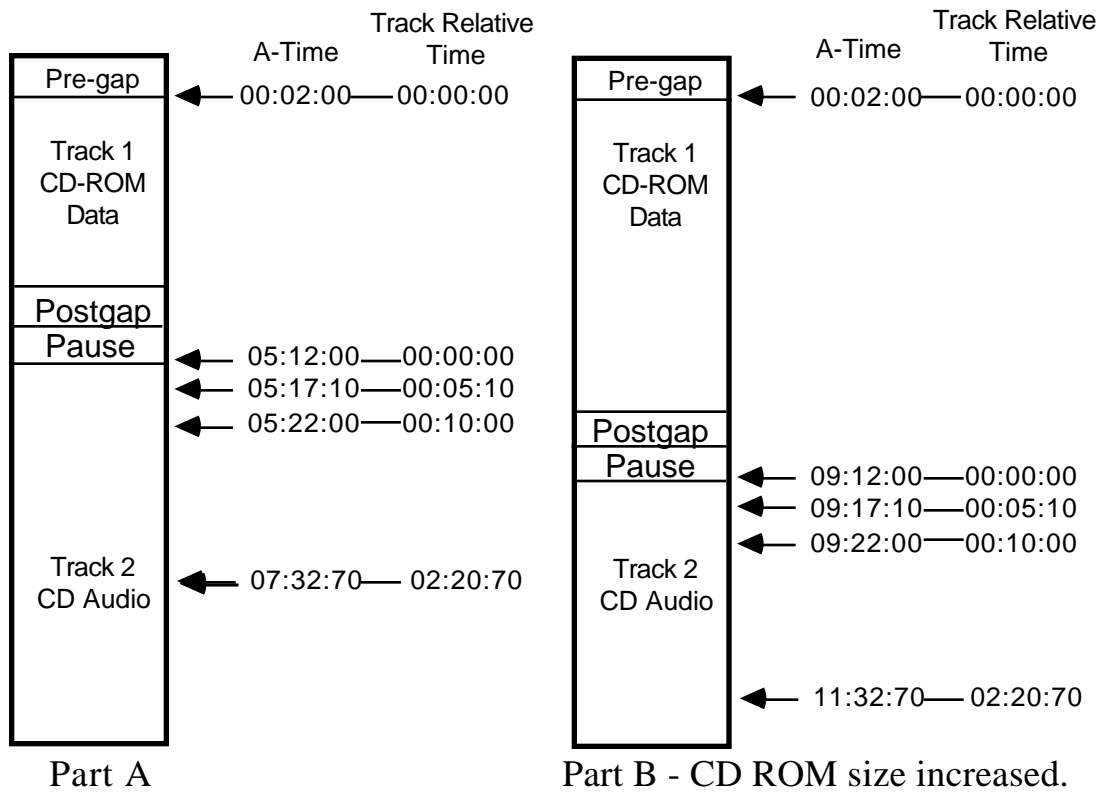 Track Relative
A-Time Time
Pre-gap
00:02:00 00:00:00
Track 1
CD-ROM
Data
Postgap
Pause
05:12:00 00:00:00
05:17:10 00:05:10
05:22:00 00:10:00
Track 2
CD Audio
07:32:70 02:20:70
Part A
Track Relative
A-Time Time
Pre-gap
00:02:00 00:00:00
Track 1
CD-ROM
Data
Postgap
Pause
09:12:00 00:00:00
09:17:10 00:05:10
09:22:00 00:10:00
Track 2
CD Audio
11:32:70 02:20:70
Part B - CD ROM size increased.